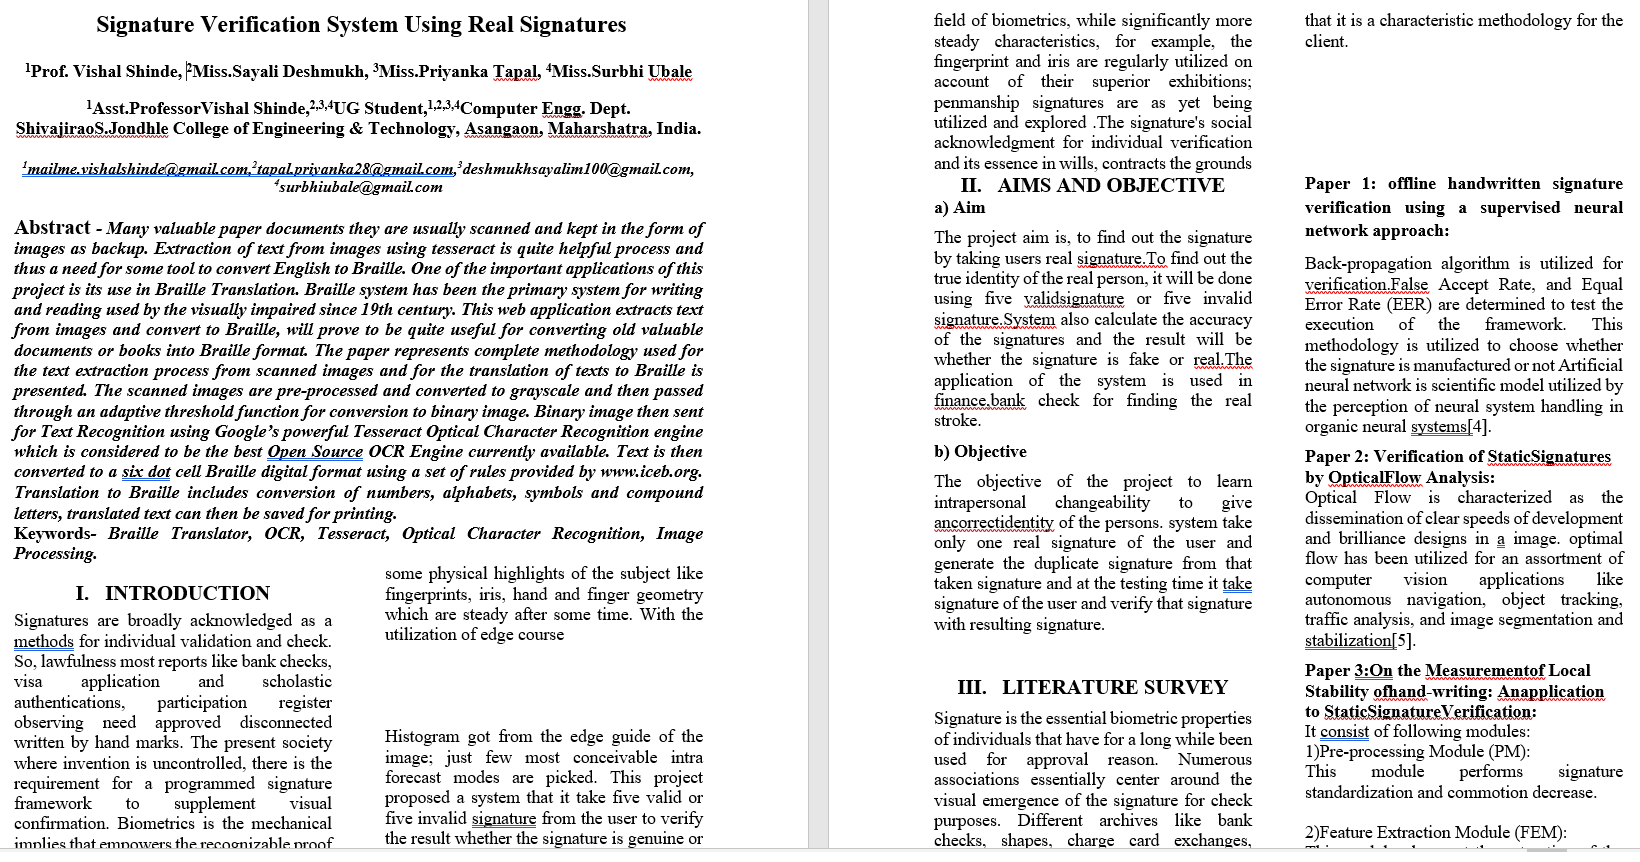 Signature Verification System Using Real Signatures
1Prof. Vishal Shinde, 2Miss.Sayali Deshmukh, 3Miss.Priyanka Tapal, 4Miss.Surbhi Ubale
1Asst.ProfessorVishal Shinde,2,3,4UG Student,1,2,3,4Computer Engg. Dept.
ShivajiraoS.Jondhle College of Engineering & Technology, Asangaon, Maharshatra, India.
1mailme.vishalshinde@gmail.com,2tapal.priyanka28@gmail.com,3deshmukhsayalim100@gmail.com,
4surbhiubale@gmail.com
Abstract - Many valuable paper documents they are usually scanned and kept in the form of
images as backup. Extraction of text from images using tesseract is quite helpful process and
thus a need for some tool to convert English to Braille. One of the important applications of this
project is its use in Braille Translation. Braille system has been the primary system for writing
and reading used by the visually impaired since 19th century. This web application extracts text
from images and convert to Braille, will prove to be quite useful for converting old valuable
documents or books into Braille format. The paper represents complete methodology used for
the text extraction process from scanned images and for the translation of texts to Braille is
presented. The scanned images are pre-processed and converted to grayscale and then passed
through an adaptive threshold function for conversion to binary image. Binary image then sent
for Text Recognition using Google's powerful Tesseract Optical Character Recognition engine
which is considered to be the best Open Source OCR Engine currently available. Text is then
converted to a six dot cell Braille digital format using a set of rules provided by www.iceb.org.
Translation to Braille includes conversion of numbers, alphabets, symbols and compound
letters, translated text can then be saved for printing.
Keywords- Braille Translator, OCR, Tesseract, Optical Character Recognition, Image
Processing.
I. INTRODUCTION
Signatures are broadly acknowledged as a
methods for individual validation and check.
So, lawfulness most reports like bank checks,
visa application and scholastic
authentications, participation register
observing need approved disconnected
written by hand marks. The present society
where invention is uncontrolled, there is the
requirement for a programmed signature
framework to supplement visual
confirmation. Biometrics is the mechanical
implies that empowers the recognizable proof
some physical highlights of the subject like
fingerprints, iris, hand and finger geometry
which are steady after some time. With the
utilization of edge course
Histogram got from the edge guide of the
image; just few most conceivable intra
forecast modes are picked. This project
proposed a system that it take five valid or
five invalid signature from the user to verify
the result whether the signature is genuine or
field of biometrics, while significantly more
steady characteristics, for example, the
fingerprint and iris are regularly utilized on
account of their superior exhibitions;
penmanship signatures are as yet being
utilized and explored .The signature's social
acknowledgment for individual verification
and its essence in wills, contracts the grounds
II. AIMS AND OBJECTIVE
a) Aim
The project aim is, to find out the signature
by taking users real signature.To find out the
true identity of the real person, it will be done
using five validsignature or five invalid
signature.System also calculate the accuracy
of the signatures and the result will be
whether the signature is fake or real.The
application of the system is used in
finance,bank check for finding the real
stroke.
b) Objective
The objective of the project to learn
intrapersonal changeability to give
ancorrectidentity of the persons. system take
only one real signature of the user and
generate the duplicate signature from that
taken signature and at the testing time it take
signature of the user and verify that signature
with resulting signature.
III. LITERATURE SURVEY
Signature is the essential biometric properties
of individuals that have for a long while been
used for approval reason. Numerous
associations essentially center around the
visual emergence of the signature for check
purposes. Different archives like bank
checks, shapes, charge card exchanges,
that it is a characteristic methodology for the
client.
Paper 1: offline handwritten signature
verification using a supervised neural
network approach:
Back-propagation algorithm is utilized for
verification.False Accept Rate, and Equal
Error Rate (EER) are determined to test the
execution of the framework. This
methodology is utilized to choose whether
the signature is manufactured or not Artificial
neural network is scientific model utilized by
the perception of neural system handling in
organic neural systems[4].
Paper 2: Verification of StaticSignatures
by OpticalFlow Analysis:
Optical Flow is characterized as the
dissemination of clear speeds of development
and brilliance designs in a image. optimal
flow has been utilized for an assortment of
computer vision applications like
autonomous navigation, object tracking,
traffic analysis, and image segmentation and
stabilization[5].
Paper 3:On the Measurementof Local
Stability ofhand-writing: Anapplication
to StaticSignatureVerification:
It consist of following modules:
1)Pre-processing Module (PM):
This module performs signature
standardization and commotion decrease.
2)Feature Extraction Module (FEM):